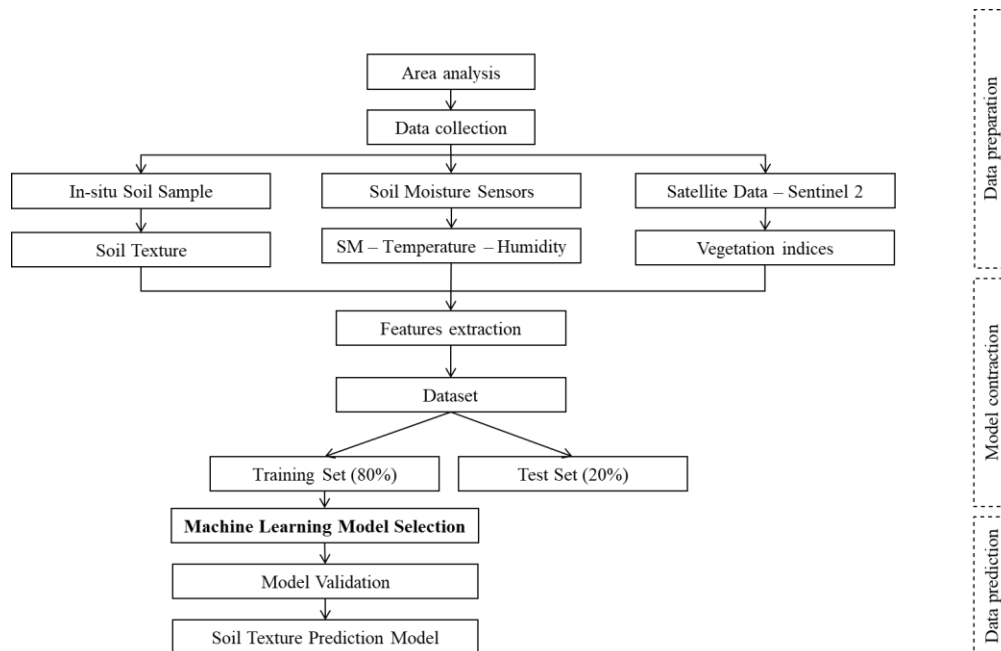 Area analysis
Data collection
In-situ Soil Sample
Soil Moisture Sensors
Satellite Data – Sentinel 2
Soil Texture
SM – Temperature – Humidity
Vegetation indices
Data preparation
Features extraction
Dataset
Training Set (80%)
Test Set (20%)
Model contraction
Machine Learning Model Selection
Model Validation
Soil Texture Prediction Model
Data prediction